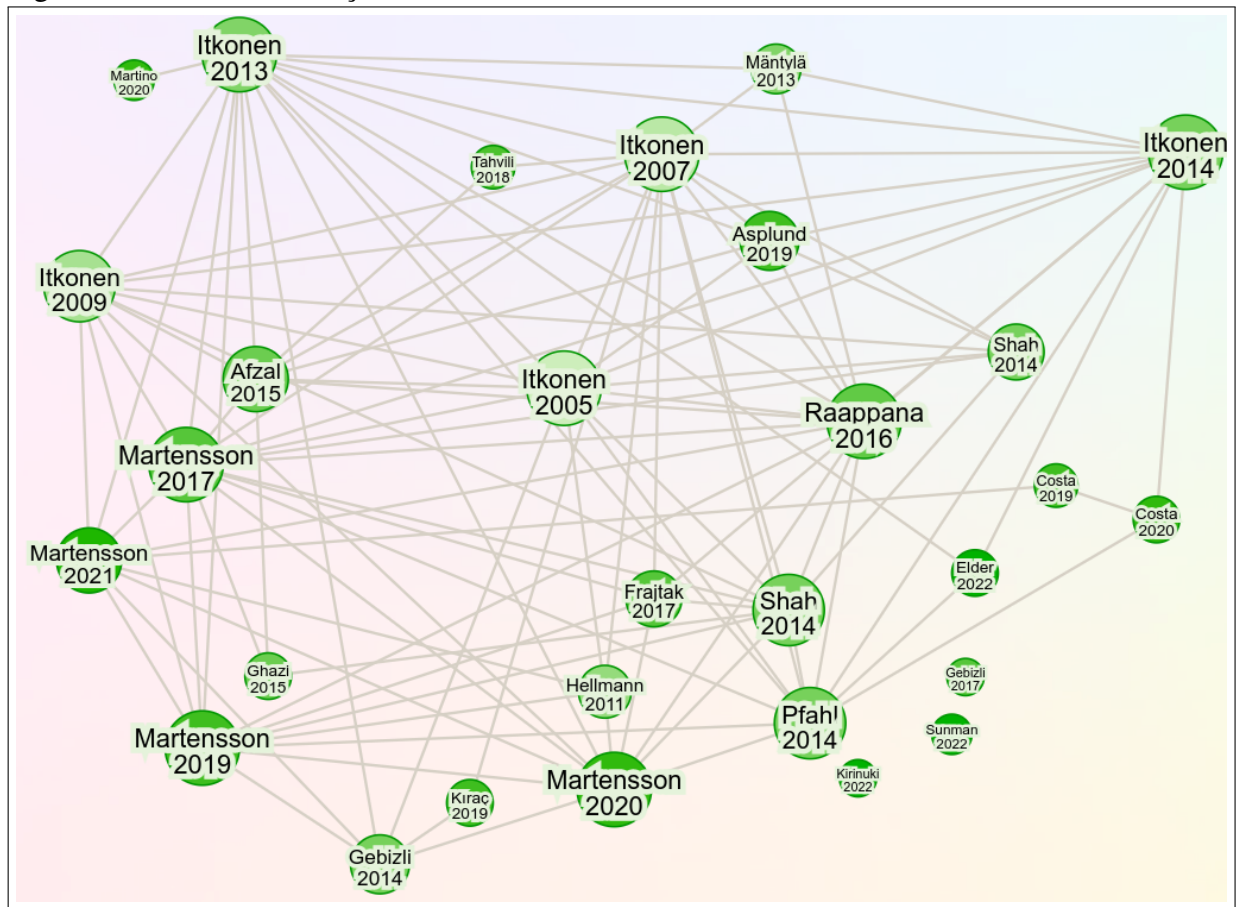 Itkonen
2013
Martino
2020
Mäntylä
2013
Itkonen
2007
Itkonen
2014
Tahvili
2018
Asplund
2019
Itkonen
2009
Afzal
2015
Itkonen
2005
Shah
2014
Raappana
2016
Martensson
2017
Costa
2019
Costa
2020
Martensson
2021
Elder
2022
Frajtak
2017
Shah
2014
Ghazi
2015
Hellmann
2011
Gebizli
2017
Pfahl
2014
Sunman
2022
Martensson
2019
Martensson
2020
Kirinuki
2022
Kıraç
2019
Gebizli
2014